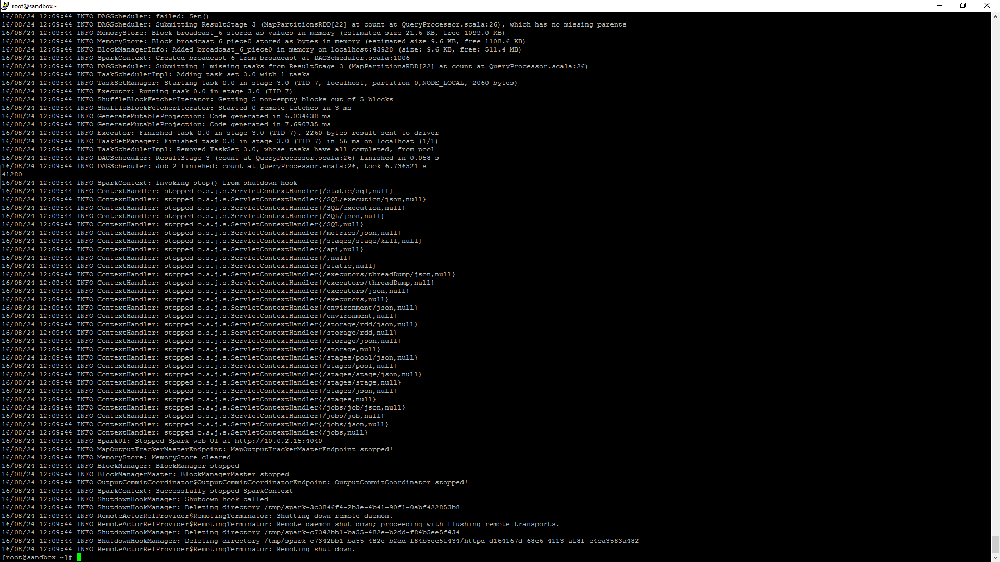 root@sandbox:~
16/08/24 12:09:44 INFO DAGScheduler: failed: Set()
16/08/24 12:09:44 INFO DAGScheduler: Submitting ResultStage 3 (MapPartitionsRDD[22] at count at QueryProcessor.scala:26), which has no missing parents
16/08/24 12:09:44 INFO MemoryStore: Block broadcast_6 stored as values in memory (estimated size 21.6 KB, free 1099.0 KB)
16/08/24 12:09:44 INFO MemoryStore: Block broadcast_6_piece0 stored as bytes in memory (estimated size 9.6 KB, free 1108.6 KB)
16/08/24 12:09:44 INFO BlockManagerInfo: Added broadcast_6_piece0 in memory on localhost:43928 (size: 9.6 KB, free: 511.4 MB)
16/08/24 12:09:44 INFO SparkContext: Created broadcast 6 from broadcast at DAGScheduler.scala:1006
16/08/24 12:09:44 INFO DAGScheduler: Submitting 1 missing tasks from ResultStage 3 (MapPartitionsRDD[22] at count at QueryProcessor.scala:26)
16/08/24 12:09:44 INFO TaskSchedulerImpl: Adding task set 3.0 with 1 tasks
16/08/24 12:09:44 INFO TaskSetManager: Starting task 0.0 in stage 3.0 (TID 7, localhost, partition 0,NODE_LOCAL, 2060 bytes)
16/08/24 12:09:44 INFO Executor: Running task 0.0 in stage 3.0 (TID 7)
16/08/24 12:09:44 INFO ShuffleBlockFetcherIterator: Getting 5 non-empty blocks out of 5 blocks
16/08/24 12:09:44 INFO ShuffleBlockFetcherIterator: Started 0 remote fetches in 3 ms
16/08/24 12:09:44 INFO GenerateMutableProjection: Code generated in 6.034638 ms
16/08/24 12:09:44 INFO GenerateMutableProjection: Code generated in 7.690735 ms
16/08/24 12:09:44 INFO Executor: Finished task 0.0 in stage 3.0 (TID 7). 2260 bytes result sent to driver
16/08/24 12:09:44 INFO TaskSetManager: Finished task 0.0 in stage 3.0 (TID 7) in 56 ms on localhost (1/1)
16/08/24 12:09:44 INFO TaskSchedulerImpl: Removed TaskSet 3.0, whose tasks have all completed, from pool
16/08/24 12:09:44 INFO DAGScheduler: ResultStage 3 (count at QueryProcessor.scala:26) finished in 0.058 s
16/08/24 12:09:44 INFO DAGScheduler: Job 2 finished: count at QueryProcessor.scala:26, took 6.736521 s
41280
16/08/24 12:09:44 INFO SparkContext: Invoking stop() from shutdown hook
16/08/24 12:09:44 INFO ContextHandler: stopped o.s.j.s.ServletContextHandler{/static/sql,null}
16/08/24 12:09:44 INFO ContextHandler: stopped o.s.j.s.ServletContextHandler{/SQL/execution/json,null}
16/08/24 12:09:44 INFO ContextHandler: stopped o.s.j.s.ServletContextHandler{/SQL/execution,null}
16/08/24 12:09:44 INFO ContextHandler: stopped o.s.j.s.ServletContextHandler{/SQL/json,null}
16/08/24 12:09:44 INFO ContextHandler: stopped o.s.j.s.ServletContextHandler{/SQL,null}
16/08/24 12:09:44 INFO ContextHandler: stopped o.s.j.s.ServletContextHandler{/metrics/json,null}
16/08/24 12:09:44 INFO ContextHandler: stopped o.s.j.s.ServletContextHandler{/stages/stage/kill,null}
16/08/24 12:09:44 INFO ContextHandler: stopped o.s.j.s.ServletContextHandler{/api,null}
16/08/24 12:09:44 INFO ContextHandler: stopped o.s.j.s.ServletContextHandler{/,null}
16/08/24 12:09:44 INFO ContextHandler: stopped o.s.j.s.ServletContextHandler{/static,null}
16/08/24 12:09:44 INFO ContextHandler: stopped o.s.j.s.ServletContextHandler{/executors/threadDump/json,null}
16/08/24 12:09:44 INFO ContextHandler: stopped o.s.j.s.ServletContextHandler{/executors/threadDump,null}
16/08/24 12:09:44 INFO ContextHandler: stopped o.s.j.s.ServletContextHandler{/executors/json,null}
16/08/24 12:09:44 INFO ContextHandler: stopped o.s.j.s.ServletContextHandler{/executors,null}
16/08/24 12:09:44 INFO ContextHandler: stopped o.s.j.s.ServletContextHandler{/environment/json,null}
16/08/24 12:09:44 INFO ContextHandler: stopped o.s.j.s.ServletContextHandler{/environment,null}
16/08/24 12:09:44 INFO ContextHandler: stopped o.s.j.s.ServletContextHandler{/storage/rdd/json,null}
16/08/24 12:09:44 INFO ContextHandler: stopped o.s.j.s.ServletContextHandler{/storage/rdd,null}
16/08/24 12:09:44 INFO ContextHandler: stopped o.s.j.s.ServletContextHandler{/storage/json,null}
16/08/24 12:09:44 INFO ContextHandler: stopped o.s.j.s.ServletContextHandler{/storage,null}
16/08/24 12:09:44 INFO ContextHandler: stopped o.s.j.s.ServletContextHandler{/stages/pool/json,null}
16/08/24 12:09:44 INFO ContextHandler: stopped o.s.j.s.ServletContextHandler{/stages/pool,null}
16/08/24 12:09:44 INFO ContextHandler: stopped o.s.j.s.ServletContextHandler{/stages/stage/json,null}
16/08/24 12:09:44 INFO ContextHandler: stopped o.s.j.s.ServletContextHandler{/stages/stage,null}
16/08/24 12:09:44 INFO ContextHandler: stopped o.s.j.s.ServletContextHandler{/stages/json,null}
16/08/24 12:09:44 INFO ContextHandler: stopped o.s.j.s.ServletContextHandler{/stages,null}
16/08/24 12:09:44 INFO ContextHandler: stopped o.s.j.s.ServletContextHandler{/jobs/job/json,null}
16/08/24 12:09:44 INFO ContextHandler: stopped o.s.j.s.ServletContextHandler{/jobs/job,null}
16/08/24 12:09:44 INFO ContextHandler: stopped o.s.j.s.ServletContextHandler{/jobs/json,null}
16/08/24 12:09:44 INFO ContextHandler: stopped o.s.j.s.ServletContextHandler{/jobs,null}
16/08/24 12:09:44 INFO SparkUI: Stopped Spark web UI at http://10.0.2.15:4040
16/08/24 12:09:44 INFO MapOutputTrackerMasterEndpoint: MapOutputTrackerMasterEndpoint stopped!
16/08/24 12:09:44 INFO MemoryStore: MemoryStore cleared
16/08/24 12:09:44 INFO BlockManager: BlockManager stopped
16/08/24 12:09:44 INFO BlockManagerMaster: BlockManagerMaster stopped
16/08/24 12:09:44 INFO OutputCommitCoordinator$OutputCommitCoordinatorEndpoint: OutputCommitCoordinator stopped!
16/08/24 12:09:44 INFO SparkContext: Successfully stopped SparkContext
16/08/24 12:09:44 INFO ShutdownHookManager: Shutdown hook called
16/08/24 12:09:44 INFO ShutdownHookManager: Deleting directory /tmp/spark-3c3846f4-2b3e-4b41-90f1-0abf422853b8
16/08/24 12:09:44 INFO RemoteActorRefProvider$RemotingTerminator: Shutting down remote daemon.
16/08/24 12:09:44 INFO RemoteActorRefProvider$RemotingTerminator: Remote daemon shut down; proceeding with flushing remote transports.
16/08/24 12:09:44 INFO ShutdownHookManager: Deleting directory /tmp/spark-c7342bb1-ba55-482e-b2dd-f84b5ee5f434
16/08/24 12:09:44 INFO ShutdownHookManager: Deleting directory /tmp/spark-c7342bb1-ba55-482e-b2dd-f84b5ee5f434/httpd-d164167d-68e6-4113-af8f-e4ca3583a482
16/08/24 12:09:44 INFO RemoteActorRefProvider$RemotingTerminator: Remoting shut down.
[root@sandbox ~]#